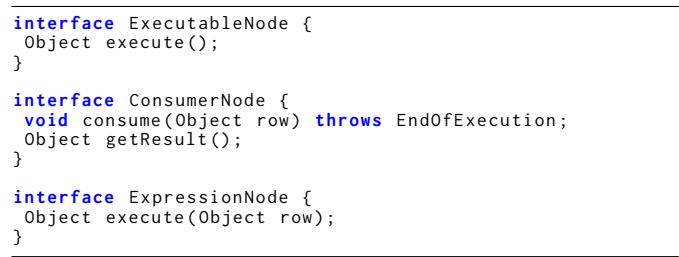 interface ExecutableNode {
 Object execute();
}
interface ConsumerNode {
 void consume(Object row) throws EndOfExecution;
 Object getResult();
}
interface ExpressionNode {
 Object execute(Object row);
}